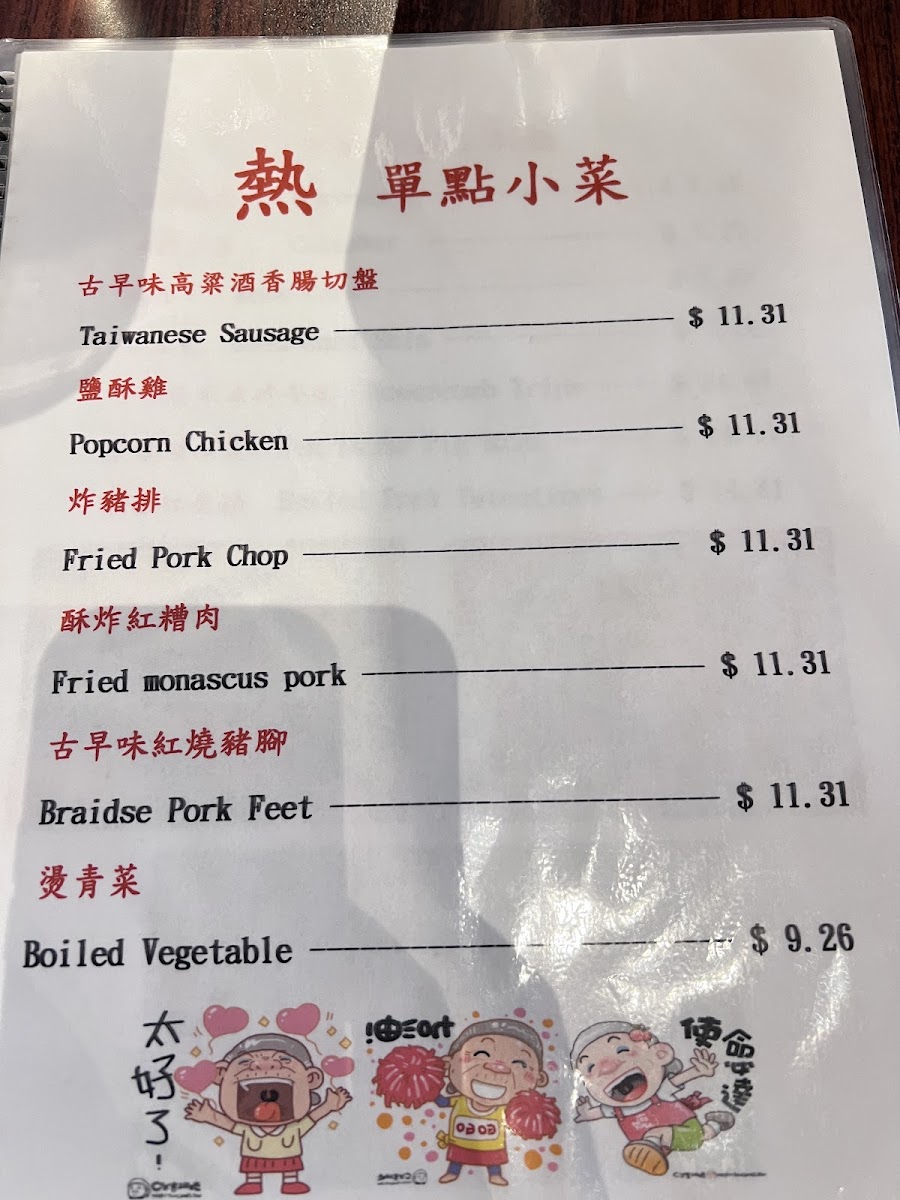 熱 單點小菜
古早味高粱酒香腸切盤
Taiwanese Sausage $ 11.31
鹽酥雞
Popcorn Chicken $ 11.31
炸豬排
Fried Pork Chop $ 11.31
酥炸紅糟肉
Fried monascus pork $ 11.31
古早味紅燒豬腳
Braidse Pork Feet $ 11.31
燙青菜
Boiled Vegetable $ 9.26
太好了!
使命必達